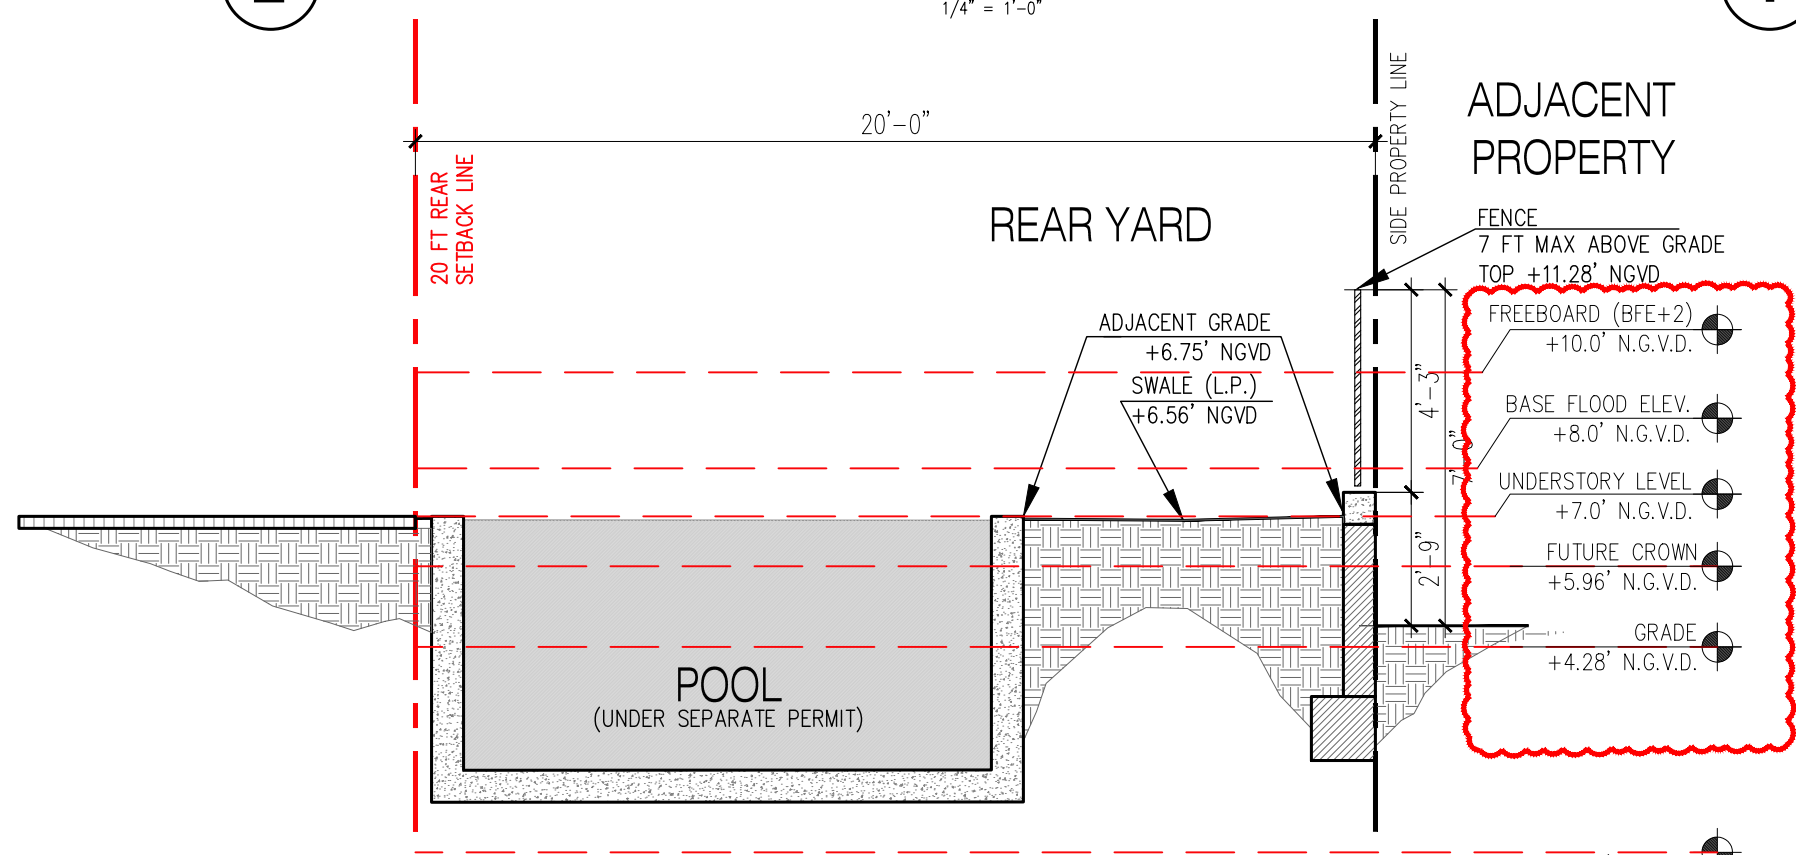 1/4" = 1'-0"
20'-0"
20 FT REAR
SETBACK LINE
SIDE PROPERTY LINE
ADJACENT
PROPERTY
REAR YARD
FENCE
7 FT MAX ABOVE GRADE
TOP +11.28' NGVD
ADJACENT GRADE
+6.75' NGVD
SWALE (L.P.)
+6.56' NGVD
4'-3"
7'-0"
2'-9"
FREEBOARD (BFE+2)
+10.0' N.G.V.D.
BASE FLOOD ELEV.
+8.0' N.G.V.D.
UNDERSTORY LEVEL
+7.0' N.G.V.D.
FUTURE CROWN
+5.96' N.G.V.D.
GRADE
+4.28' N.G.V.D.
POOL
(UNDER SEPARATE PERMIT)